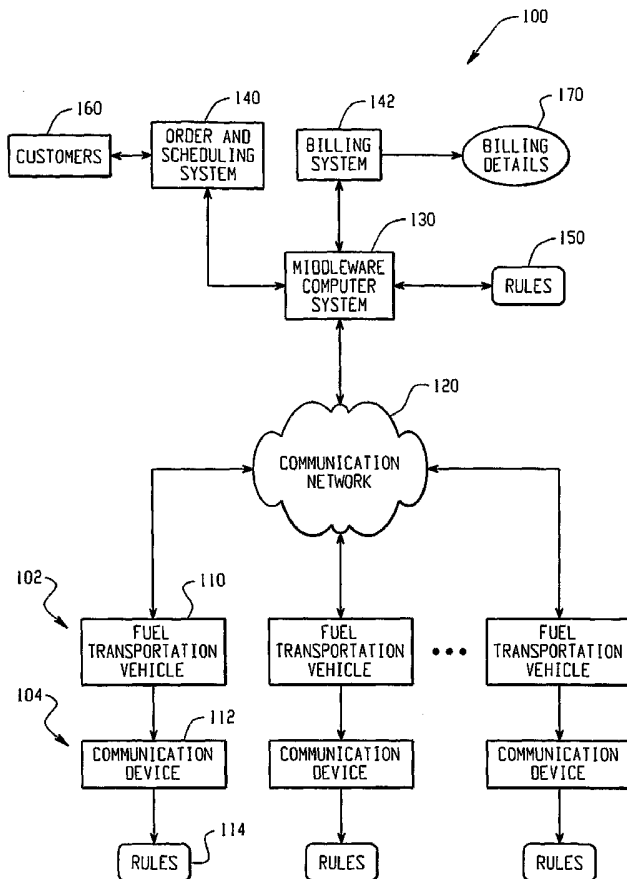 100
160
140
142
170
CUSTOMERS
ORDER AND
SCHEDULING
SYSTEM
BILLING
SYSTEM
BILLING
DETAILS
130
150
MIDDLEWARE
COMPUTER
SYSTEM
RULES
120
COMMUNICATION
NETWORK
102
110
FUEL
TRANSPORTATION
VEHICLE
FUEL
TRANSPORTATION
VEHICLE
•••
FUEL
TRANSPORTATION
VEHICLE
104
112
COMMUNICATION
DEVICE
COMMUNICATION
DEVICE
COMMUNICATION
DEVICE
114
RULES
RULES
RULES